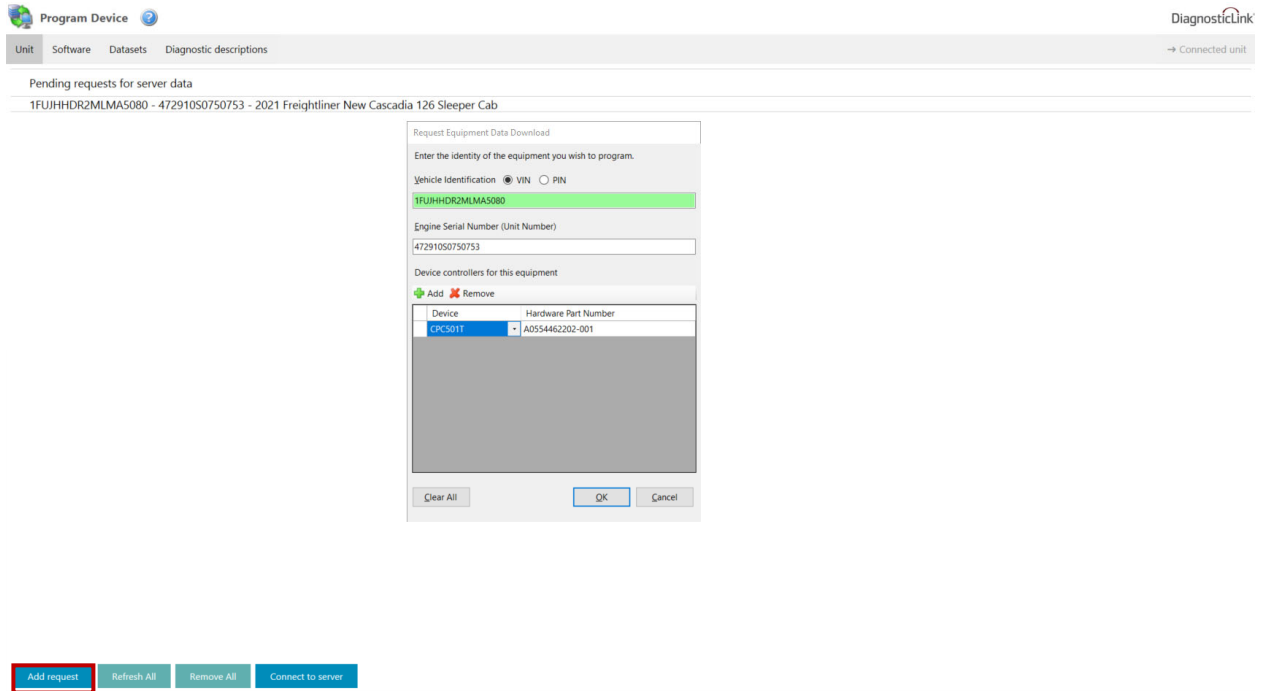 Program Device
DiagnosticLink
Unit Software Datasets Diagnostic descriptions
→ Connected unit
Pending requests for server data
1FUJHHDR2MLMA5080 - 472910S0750753 - 2021 Freightliner New Cascadia 126 Sleeper Cab
Request Equipment Data Download
Enter the identity of the equipment you wish to program.
Vehicle Identification VIN PIN
1FUJHHDR2MLMA5080
Engine Serial Number (Unit Number)
472910S0750753
Device controllers for this equipment
Add Remove
Device Hardware Part Number
CPC501T A0554462202-001
Clear All OK Cancel
Add request Refresh All Remove All Connect to server